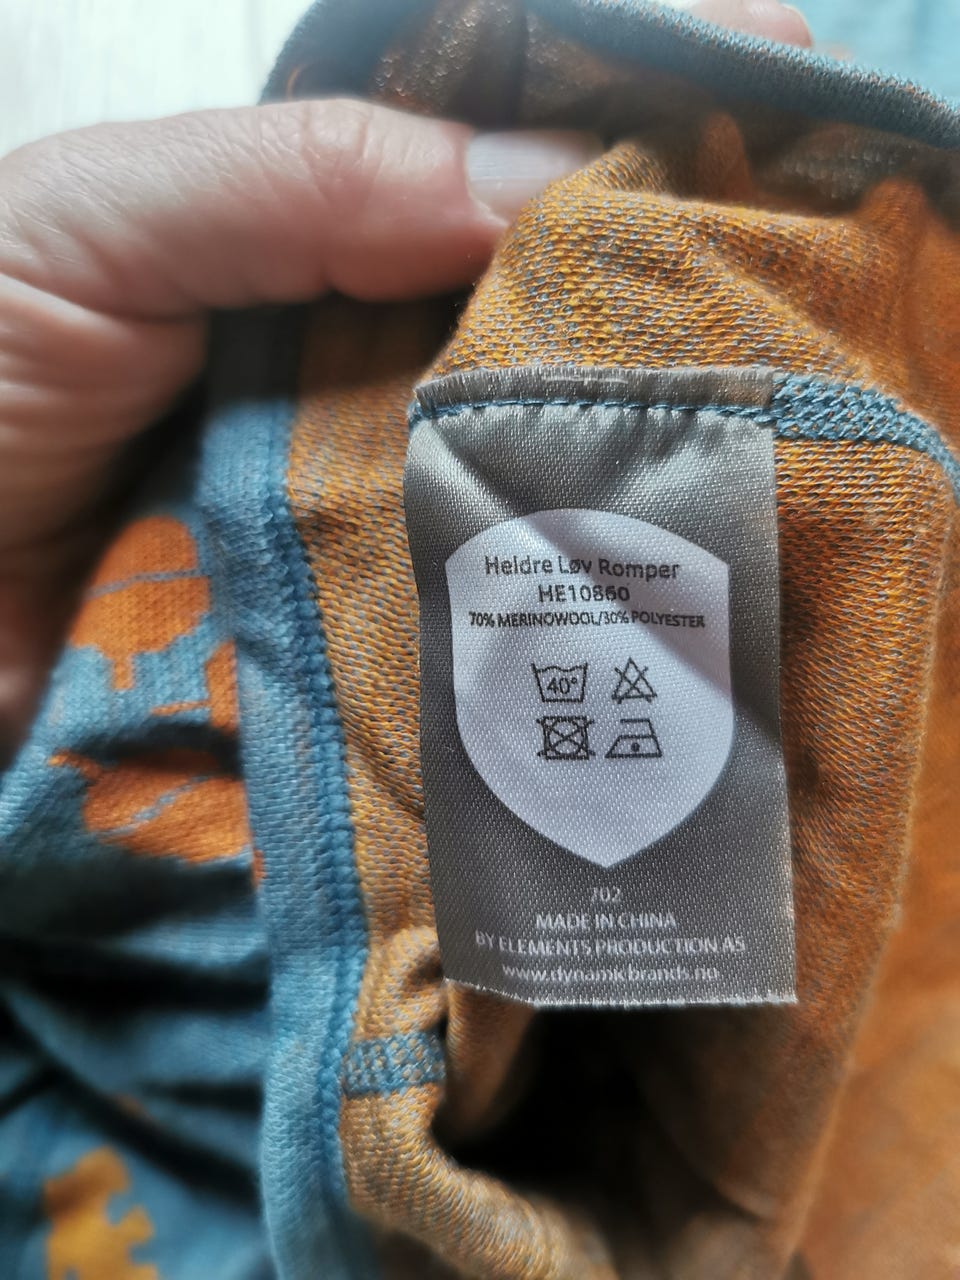 Heldre Løv Romper
HE10860
70% MERINOWOOL/30% POLYESTER
40°
702
MADE IN CHINA
BY ELEMENTS PRODUCTION AS
www.dynamicbrands.no